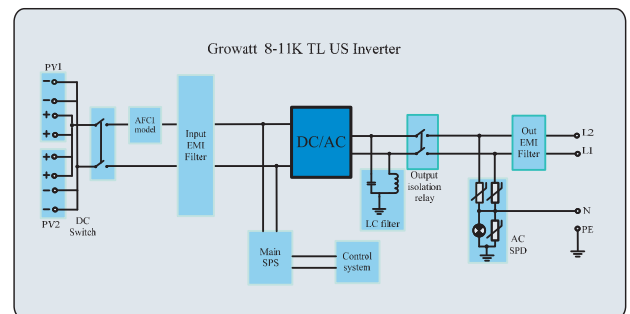 Growatt 8-11K TL US Inverter
PV1
AFCI
model
Input
EMI
Filter
DC/AC
Out
EMI
Filter
L2
L1
Output
isolation
relay
LC filter
N
PE
PV2
DC
Switch
Main
SPS
Control
system
AC
SPD